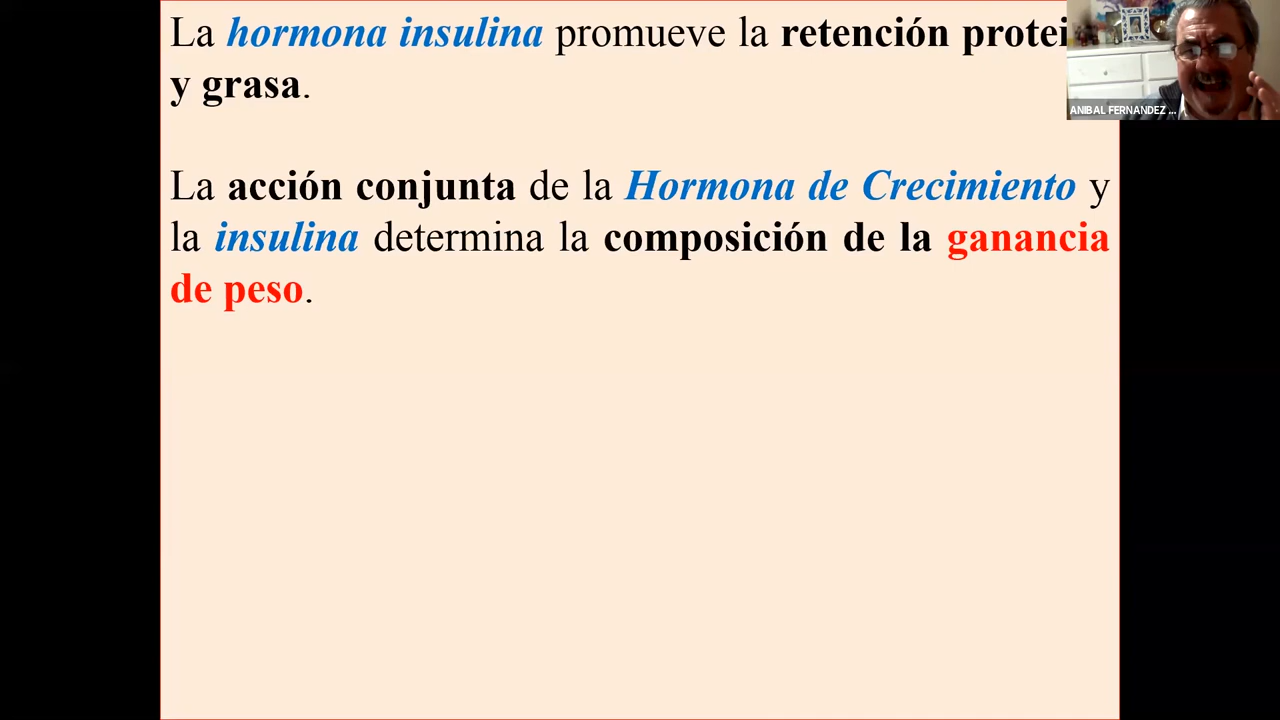 La hormona insulina promueve la retención
y grasa.
La acción conjunta de la Hormona de Crecimiento y
la insulina determina la composición de la ganancia
de peso.
ANIBAL FERNANDEZ ...